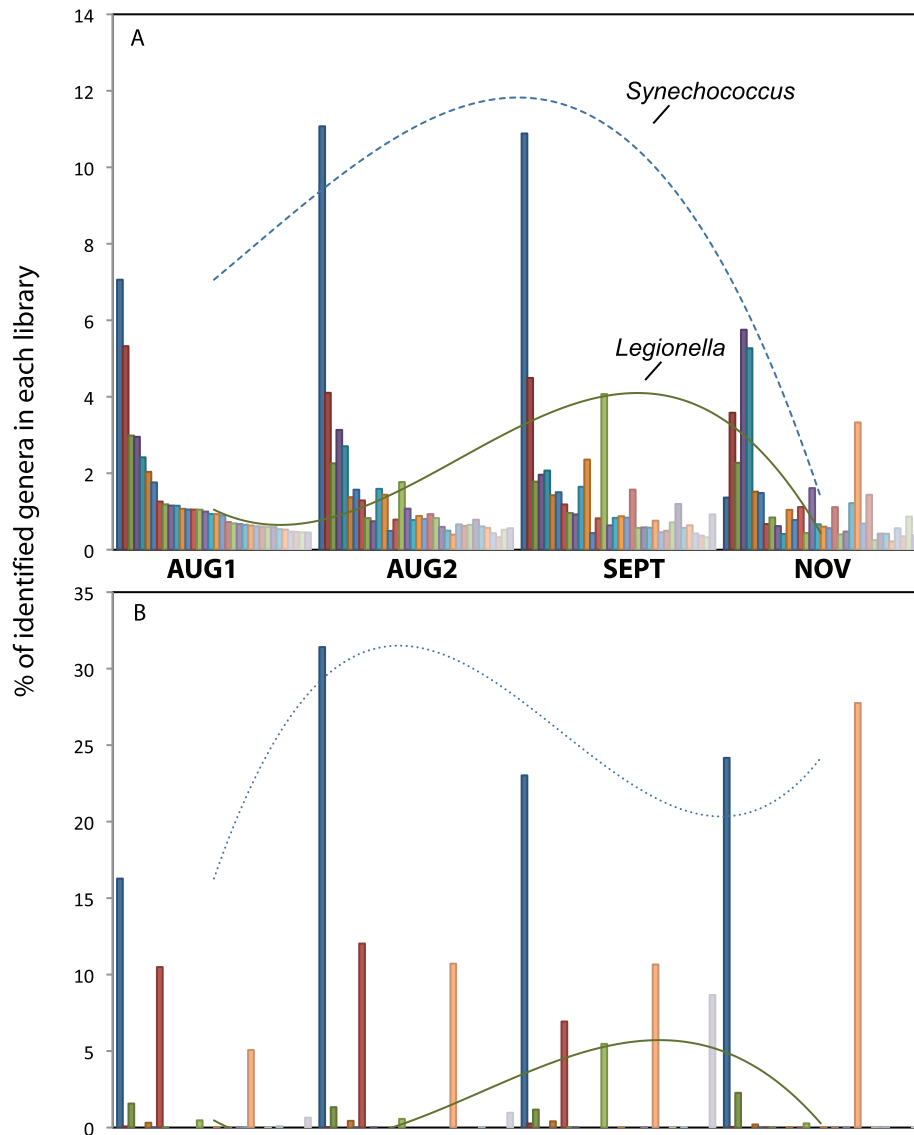 % of identified genera in each library
14
A
12
Synechococcus
10
8
6
Legionella
4
2
0
AUG1 AUG2 SEPT NOV
35
B
30
25
20
15
10
5
0